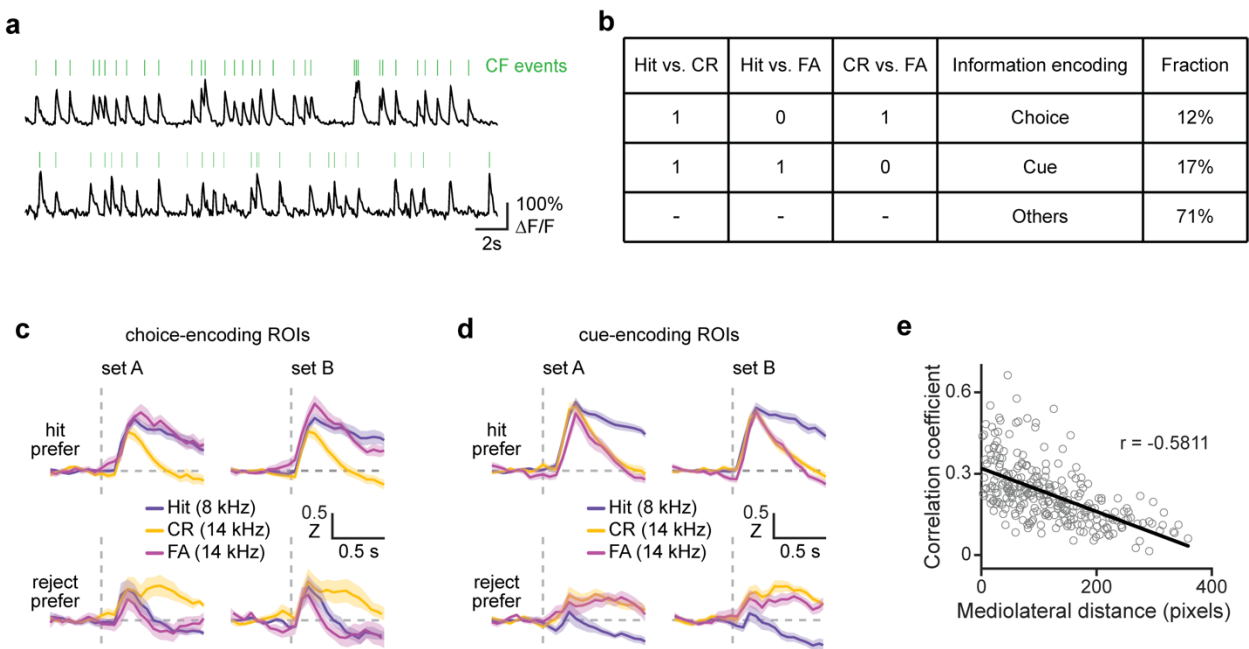 a
CF events
100%
ΔF/F
2s
b
Hit vs. CR Hit vs. FA CR vs. FA Information encoding Fraction
1 0 1 Choice 12%
1 1 0 Cue 17%
- - - Others 71%
c
choice-encoding ROIs
set A set B
hit
prefer
Hit (8 kHz)
CR (14 kHz)
FA (14 kHz)
0.5
Z
0.5 s
reject
prefer
d
cue-encoding ROIs
set A set B
hit
prefer
Hit (8 kHz)
CR (14 kHz)
FA (14 kHz)
0.5
Z
0.5 s
reject
prefer
e
Correlation coefficient
0.6
0.3
0
r = -0.5811
0 200 400
Mediolateral distance (pixels)